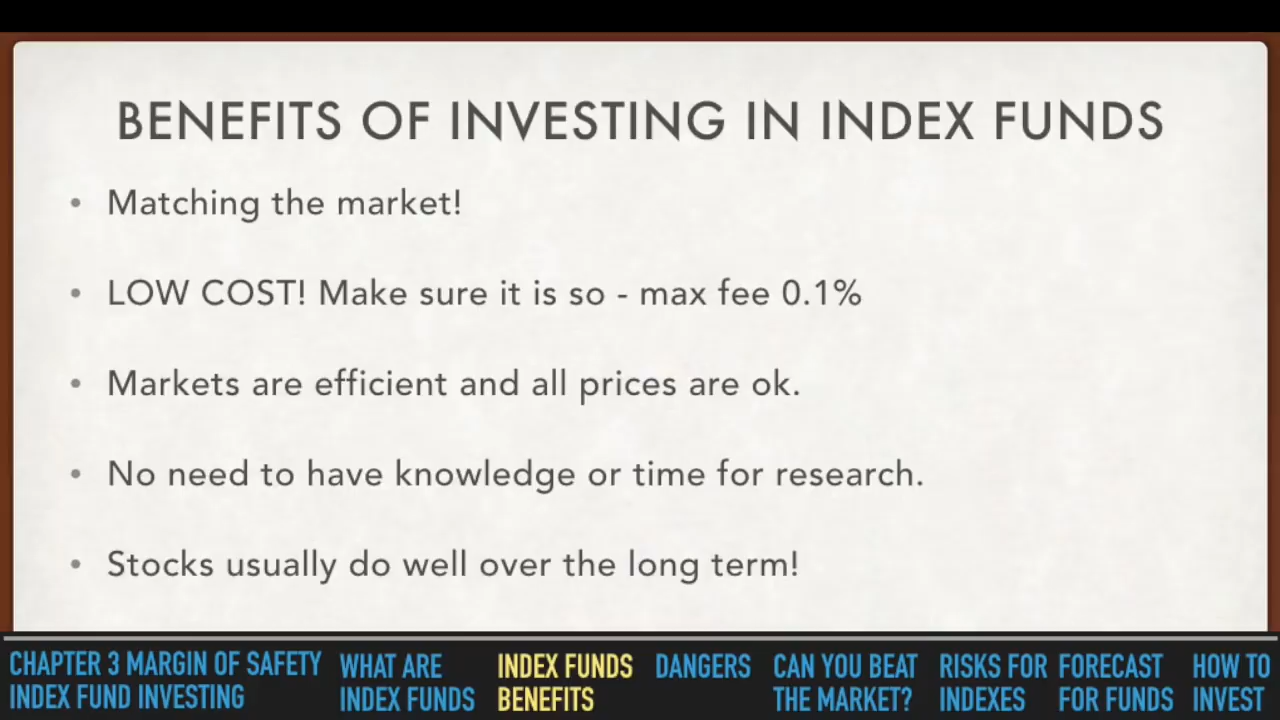 BENEFITS OF INVESTING IN INDEX FUNDS
• Matching the market!
• LOW COST! Make sure it is so - max fee 0.1%
• Markets are efficient and all prices are ok.
• No need to have knowledge or time for research.
• Stocks usually do well over the long term!
CHAPTER 3 MARGIN OF SAFETY
INDEX FUND INVESTING
WHAT ARE
INDEX FUNDS
INDEX FUNDS
BENEFITS
DANGERS
CAN YOU BEAT
THE MARKET?
RISKS FOR
INDEXES
FORECAST
FOR FUNDS
HOW TO
INVEST